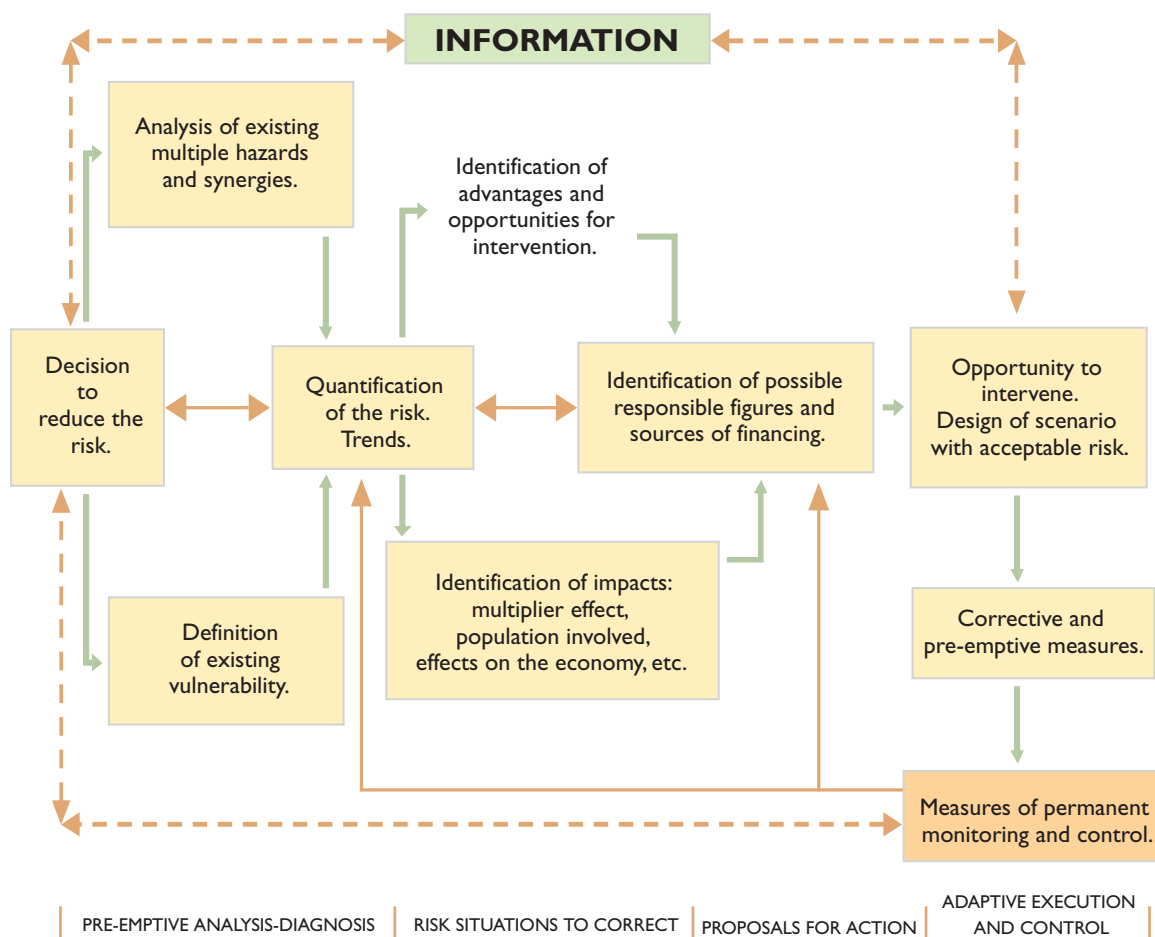 INFORMATION
Analysis of existing
multiple hazards
and synergies.
Identification of
advantages and
opportunities for
intervention.
Decision
to
reduce the
risk.
Quantification
of the risk.
Trends.
Identification of possible
responsible figures and
sources of financing.
Opportunity to
intervene.
Design of scenario
with acceptable risk.
Definition
of existing
vulnerability.
Identification of impacts:
multiplier effect,
population involved,
effects on the economy, etc.
Corrective and
pre-emptive measures.
Measures of permanent
monitoring and control.
PRE-EMPTIVE ANALYSIS-DIAGNOSIS
RISK SITUATIONS TO CORRECT
PROPOSALS FOR ACTION
ADAPTIVE EXECUTION
AND CONTROL